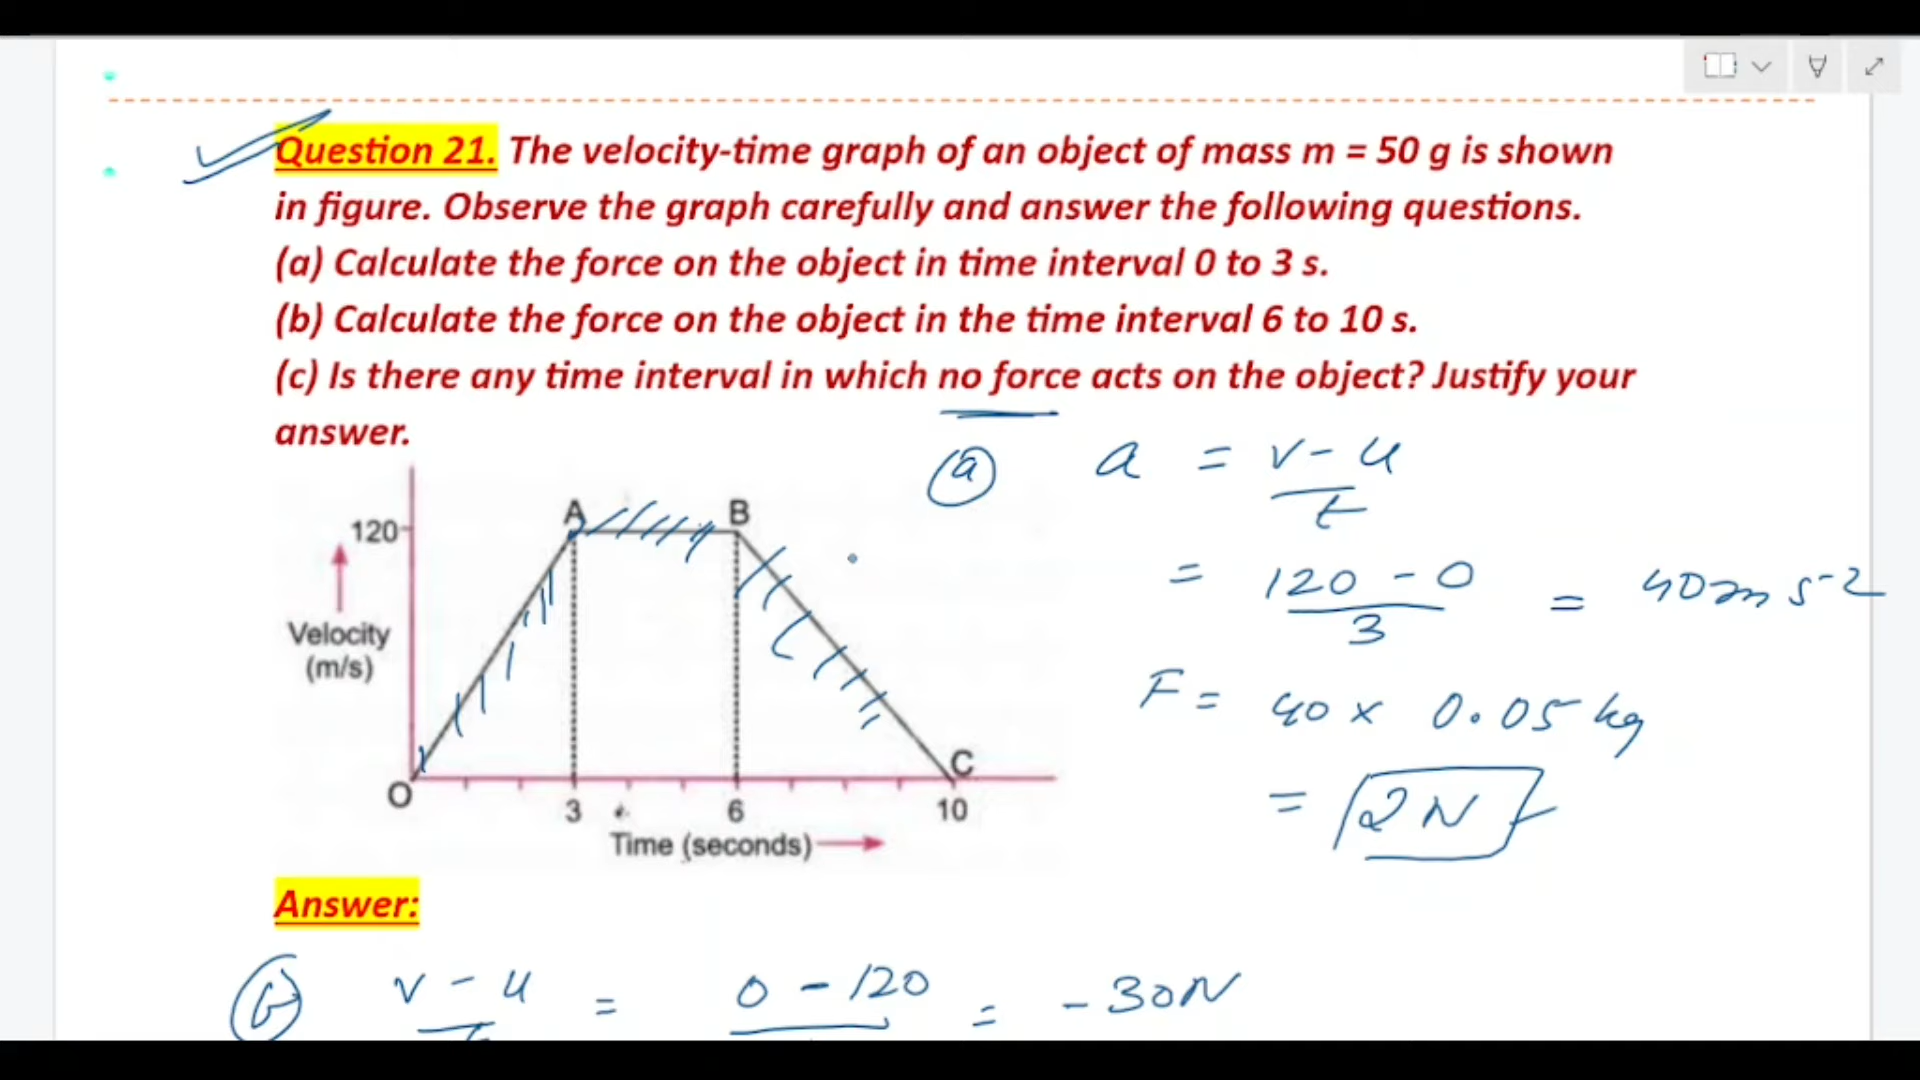 Question 21. The velocity-time graph of an object of mass m = 50 g is shown
in figure. Observe the graph carefully and answer the following questions.
(a) Calculate the force on the object in time interval 0 to 3 s.
(b) Calculate the force on the object in the time interval 6 to 10 s.
(c) Is there any time interval in which no force acts on the object? Justify your
answer.
(a) a = v - u
t
= 120 - 0 = 40 m s-2
3
F = 40 x 0.05 kg
= 2 N
A
B
120
Velocity
(m/s)
O
C
3
6
10
Time (seconds)
Answer:
(b) v - u = 0 - 120 = - 30 N